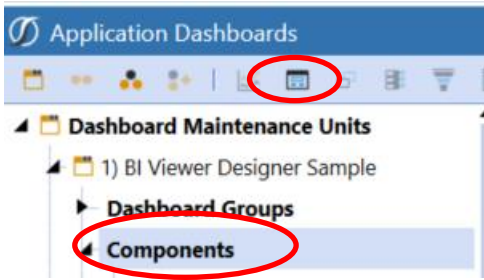 Application Dashboards
Dashboard Maintenance Units
1) BI Viewer Designer Sample
Dashboard Groups
Components